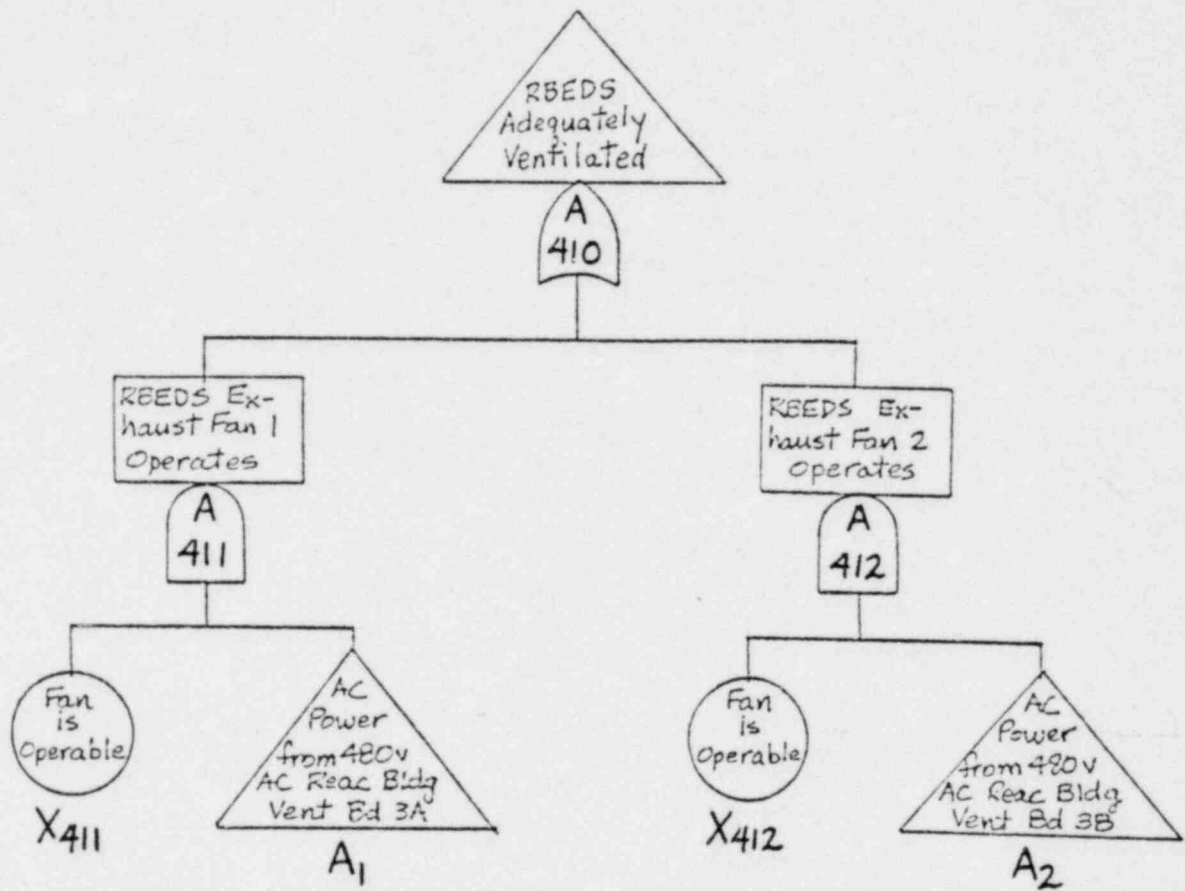 RBEDS
Adequately
Ventilated
A
410
RBEDS Ex-
haust Fan 1
Operates
A
411
RBEDS Ex-
haust Fan 2
Operates
A
412
Fan
is
Operable
X411
AC
Power
from 480v
AC Reac Bldg
Vent Bd 3A
A1
Fan
is
Operable
X412
AC
Power
from 480v
AC Reac Bldg
Vent Bd 3B
A2